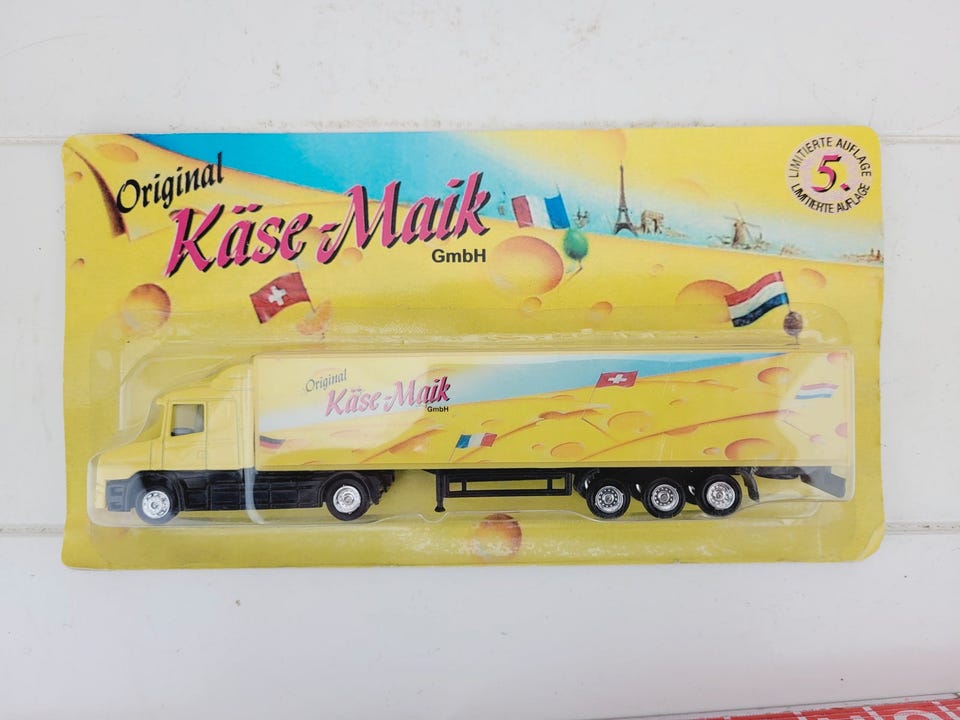 Original
Käse-Maik
GmbH
LIMITIERTE AUFLAGE
5.
LIMITIERTE AUFLAGE
Original
Käse-Maik
GmbH